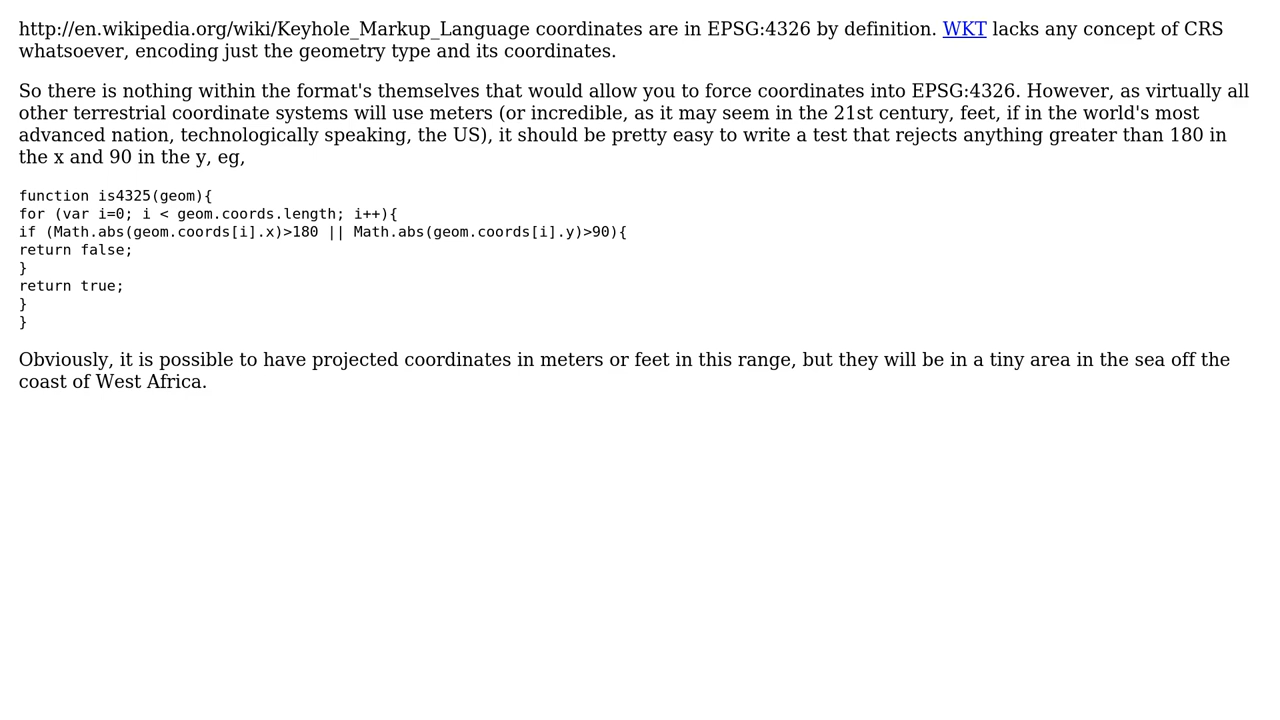 http://en.wikipedia.org/wiki/Keyhole_Markup_Language coordinates are in EPSG:4326 by definition. WKT lacks any concept of CRS
whatsoever, encoding just the geometry type and its coordinates.
So there is nothing within the format's themselves that would allow you to force coordinates into EPSG:4326. However, as virtually all
other terrestrial coordinate systems will use meters (or incredible, as it may seem in the 21st century, feet, if in the world's most
advanced nation, technologically speaking, the US), it should be pretty easy to write a test that rejects anything greater than 180 in
the x and 90 in the y, eg,
function is4325(geom){
for (var i=0; i < geom.coords.length; i++){
if (Math.abs(geom.coords[i].x)>180 || Math.abs(geom.coords[i].y)>90){
return false;
}
return true;
}
}
Obviously, it is possible to have projected coordinates in meters or feet in this range, but they will be in a tiny area in the sea off the
coast of West Africa.